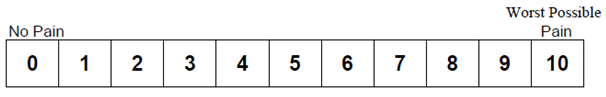 Worst Possible
No Pain Pain
0 1 2 3 4 5 6 7 8 9 10